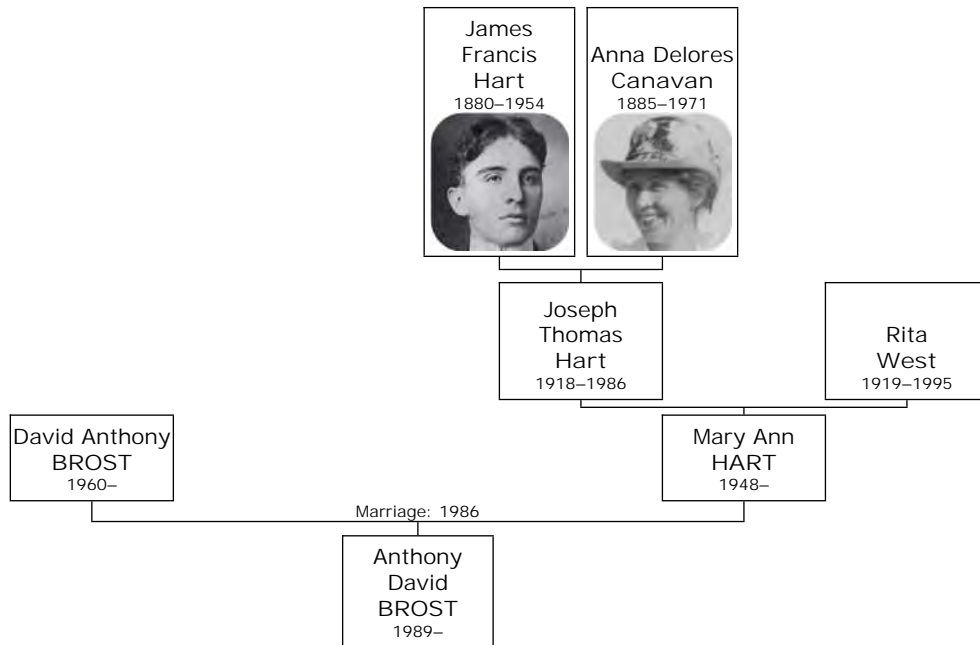 James
Francis
Hart
1880–1954
Anna Delores
Canavan
1885–1971
Joseph
Thomas
Hart
1918–1986
Rita
West
1919–1995
David Anthony
BROST
1960–
Mary Ann
HART
1948–
Marriage: 1986
Anthony
David
BROST
1989–